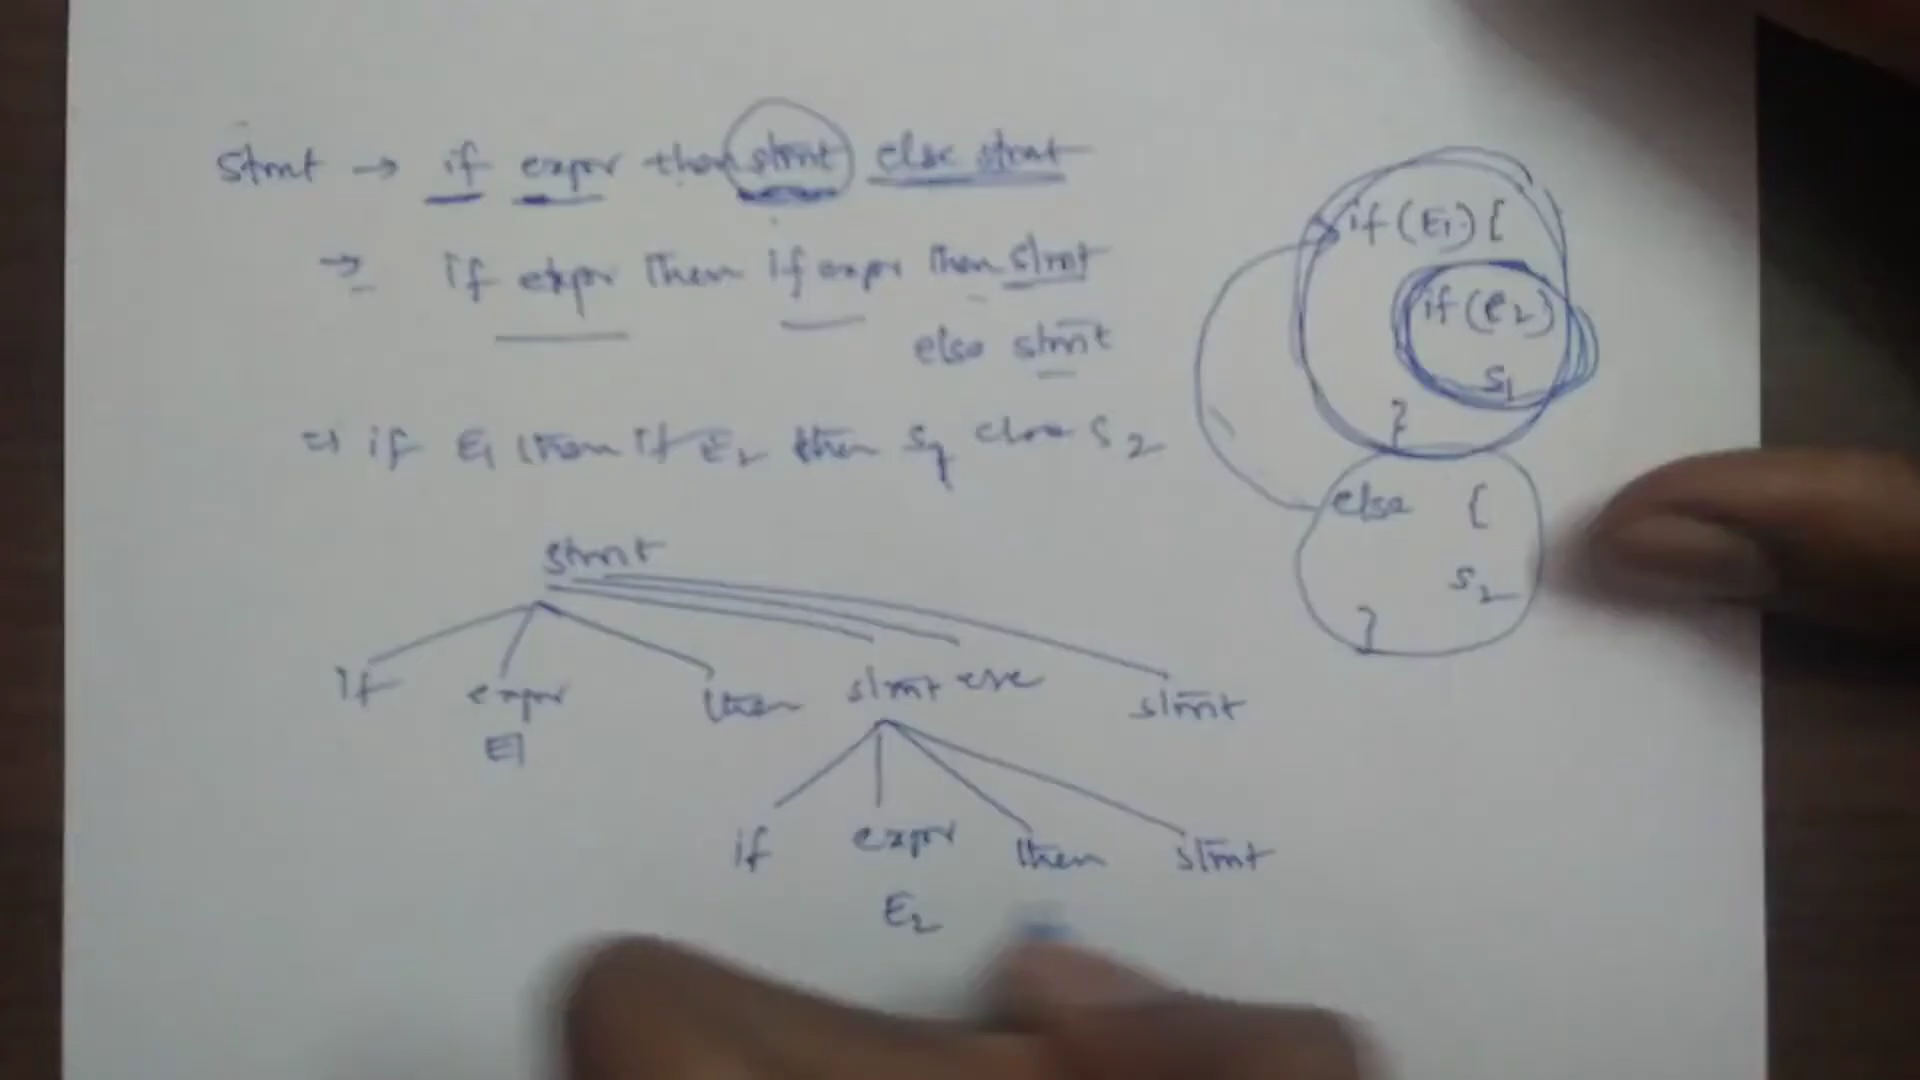 stmt → if expr then stmt else stmt
→ if expr then if expr then stmt
else stmt
⇒ if E1 then if E2 then S1 else S2
stmt
if expr then stmt else stmt
E1
if expr then stmt
E2
if (E1) {
if (E2)
S1
}
else {
S2
}